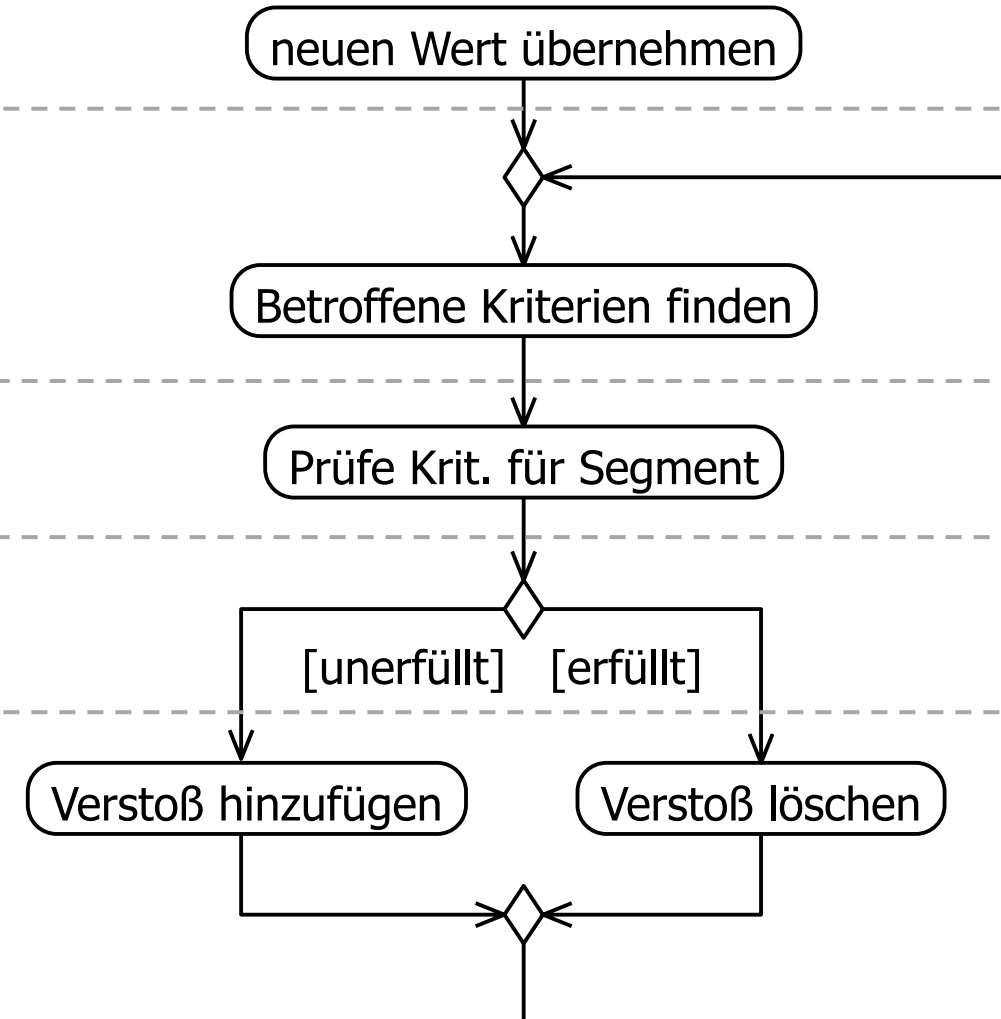 neuen Wert übernehmen
Betroffene Kriterien finden
Prüfe Krit. für Segment
[unerfüllt] [erfüllt]
Verstoß hinzufügen
Verstoß löschen